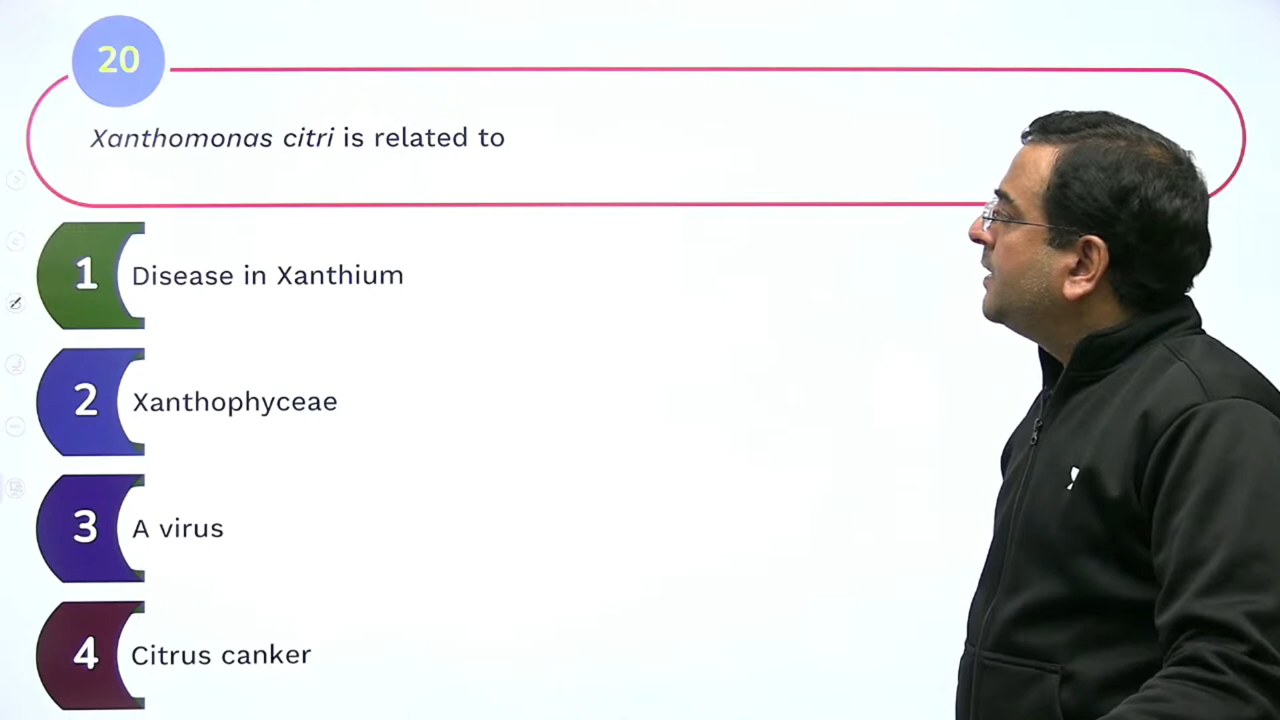 20
Xanthomonas citri is related to
1
Disease in Xanthium
2
Xanthophyceae
3
A virus
4
Citrus canker